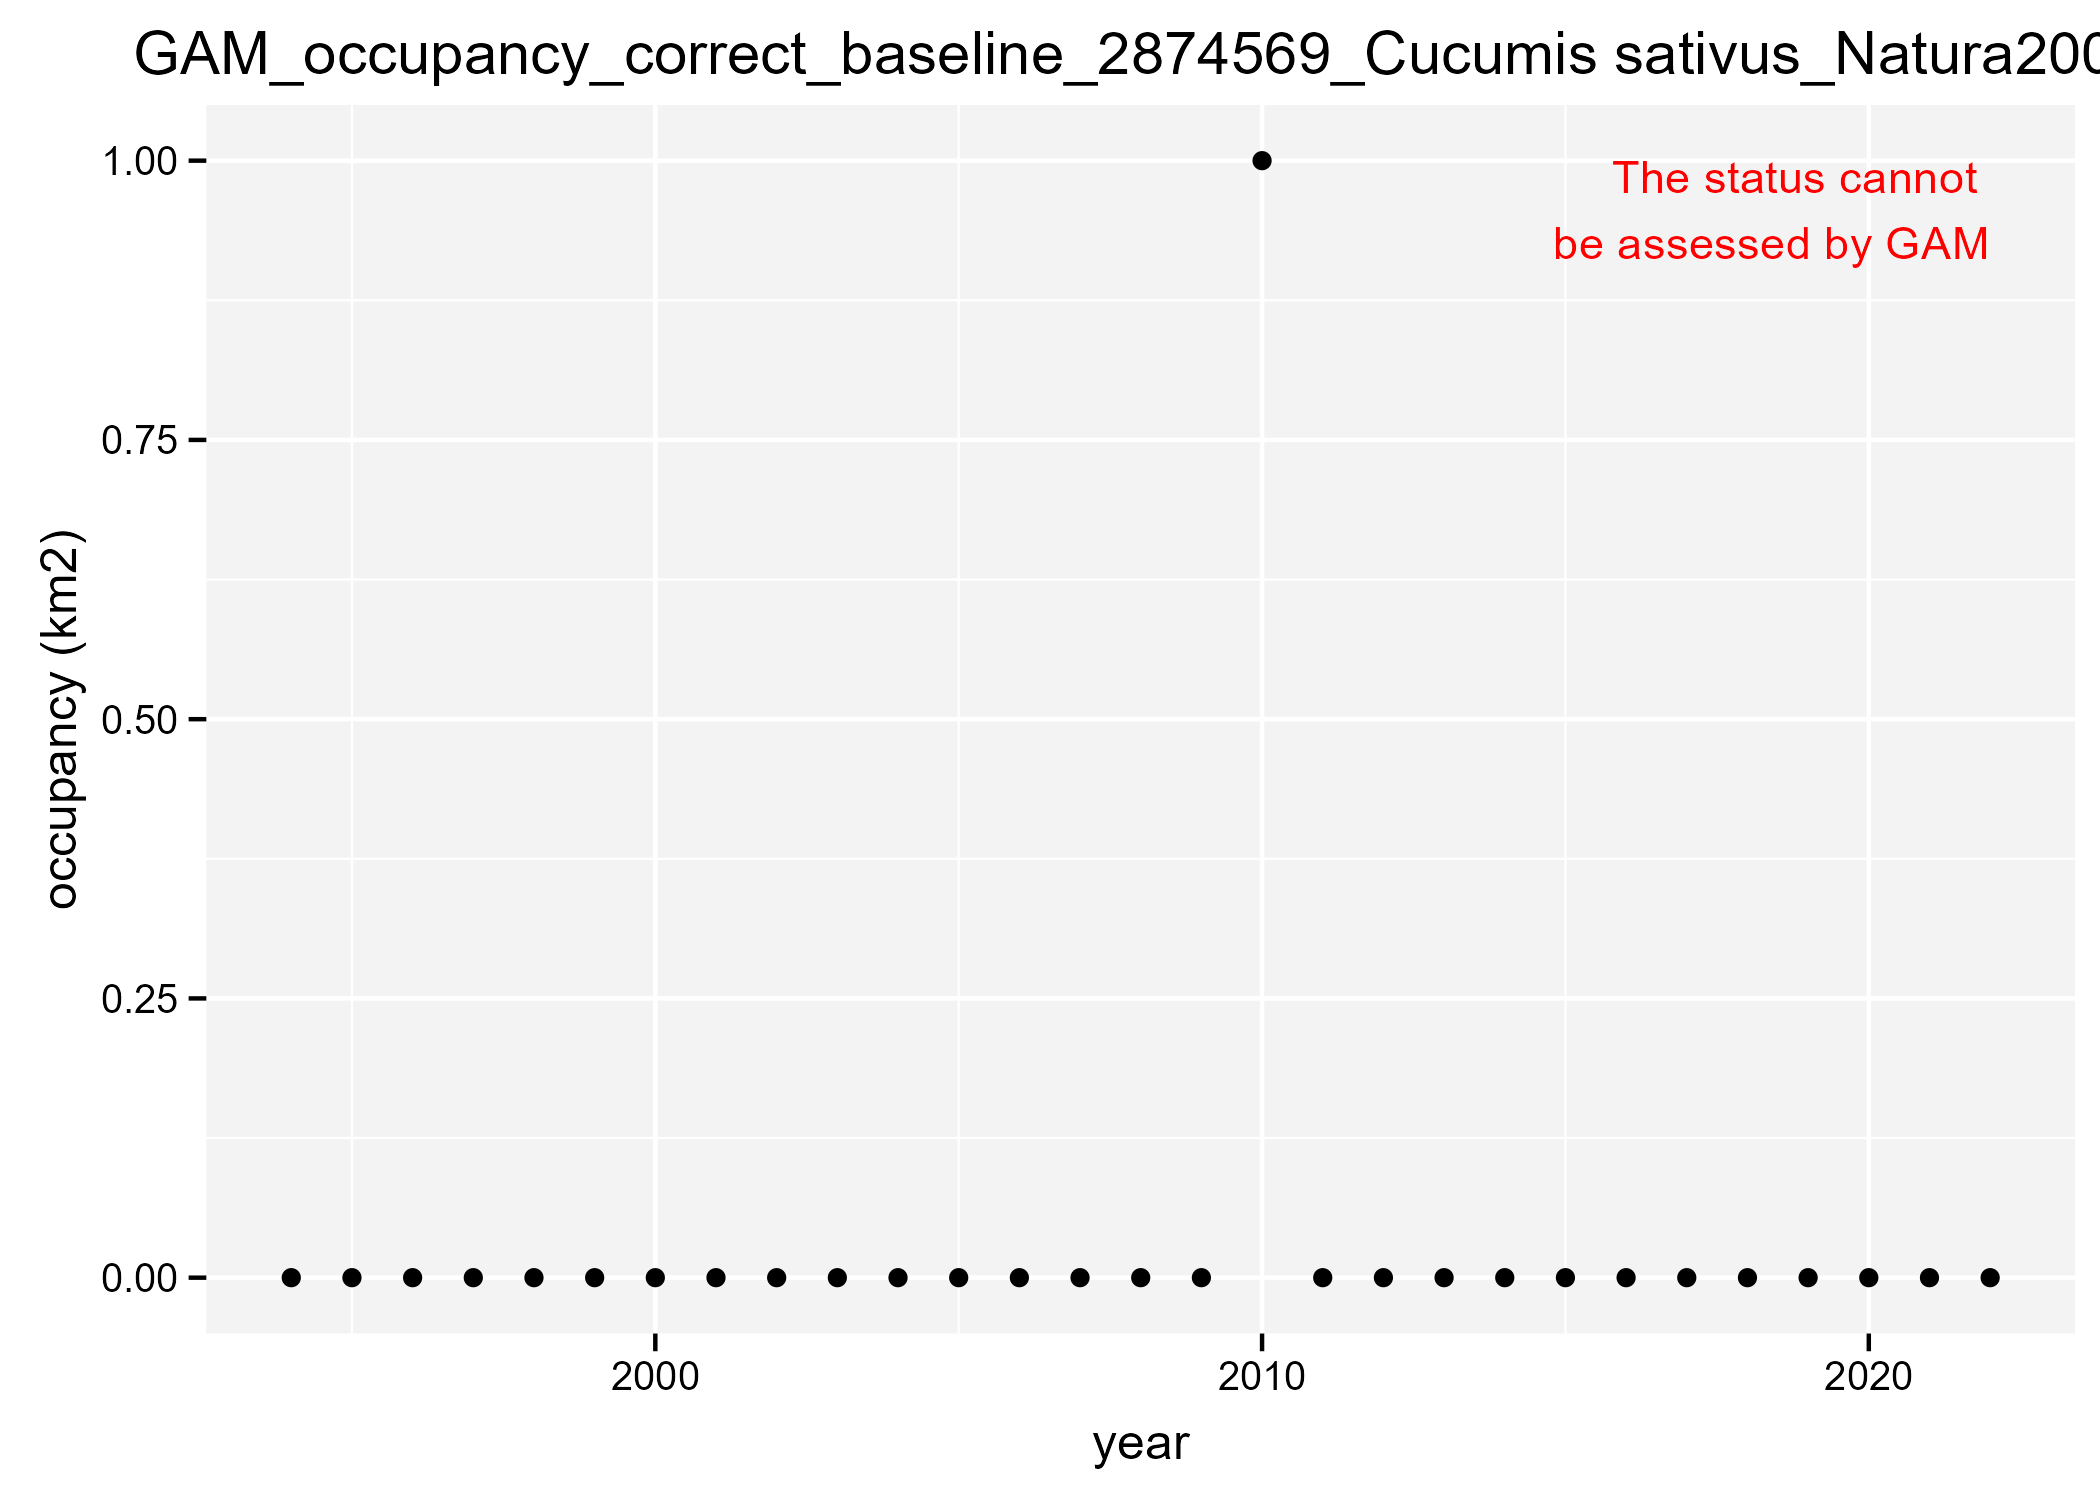 GAM_occupancy_correct_baseline_2874569_Cucumis sativus_Natura200
1.00
The status cannot
be assessed by GAM
0.75
0.50
0.25
0.00
occupancy (km2)
2000 2010 2020
year